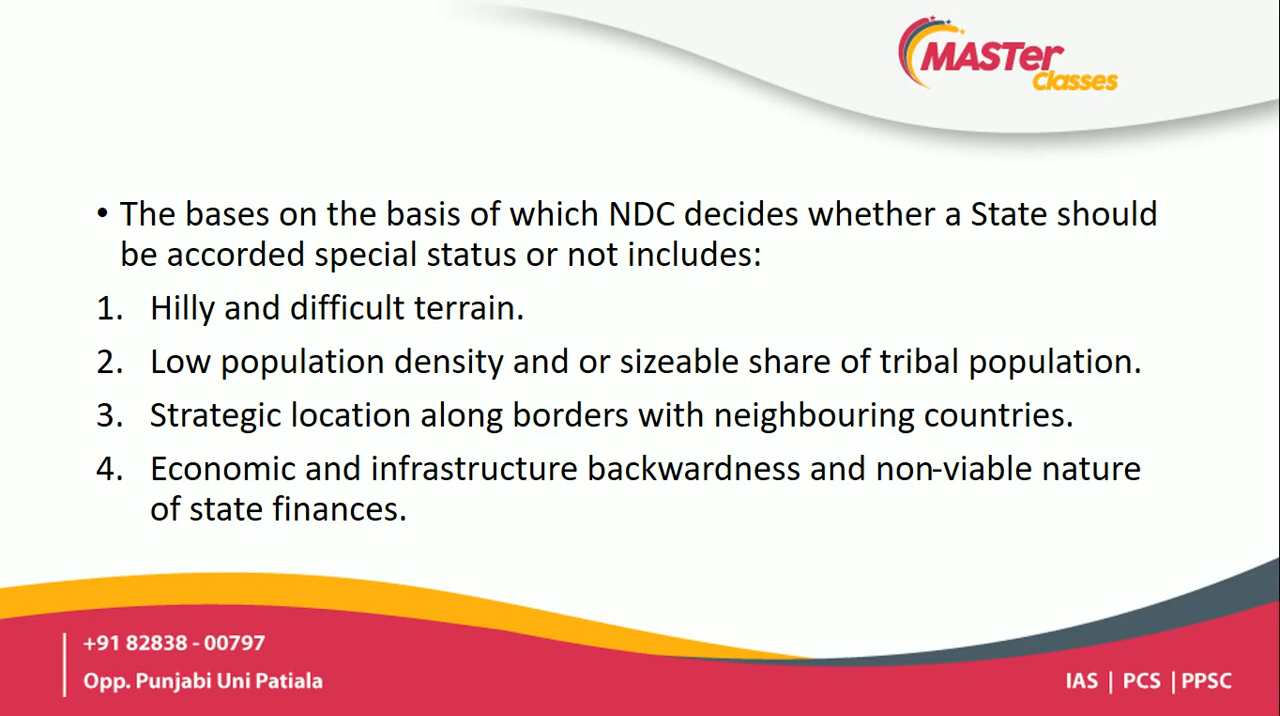 MASTer
Classes
• The bases on the basis of which NDC decides whether a State should
be accorded special status or not includes:
1. Hilly and difficult terrain.
2. Low population density and or sizeable share of tribal population.
3. Strategic location along borders with neighbouring countries.
4. Economic and infrastructure backwardness and non-viable nature
of state finances.
+91 82838 - 00797
Opp. Punjabi Uni Patiala
IAS | PCS | PPSC